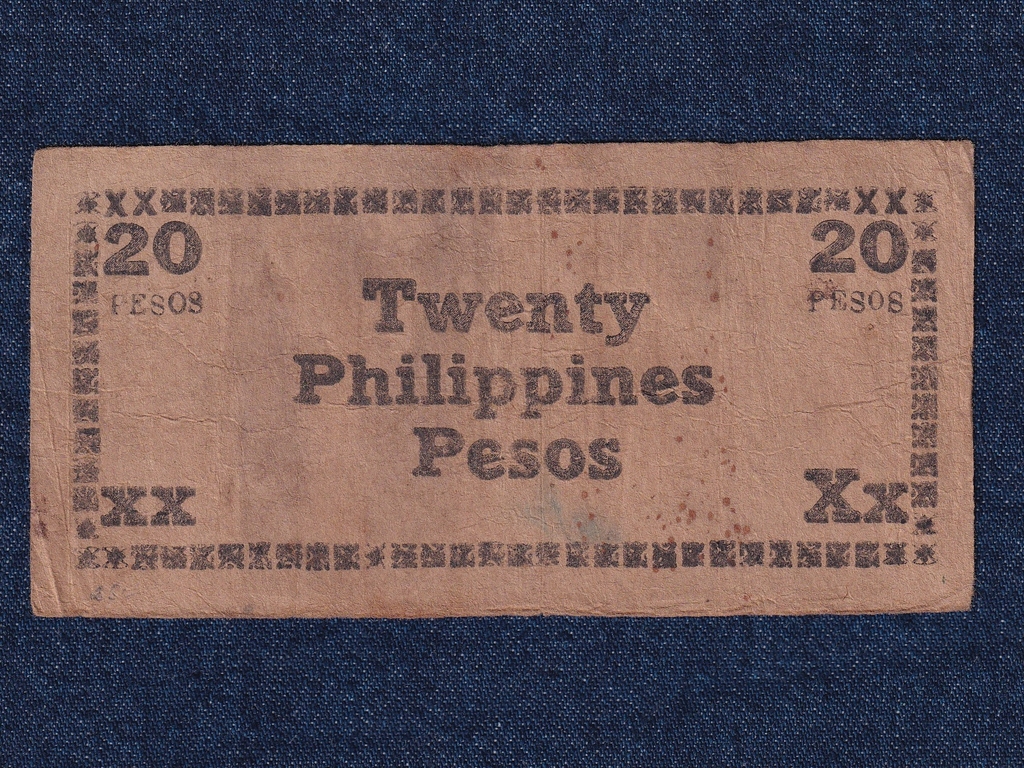 XX XX
20 20
PESOS PESOS
Twenty
Philippines
Pesos
XX Xx